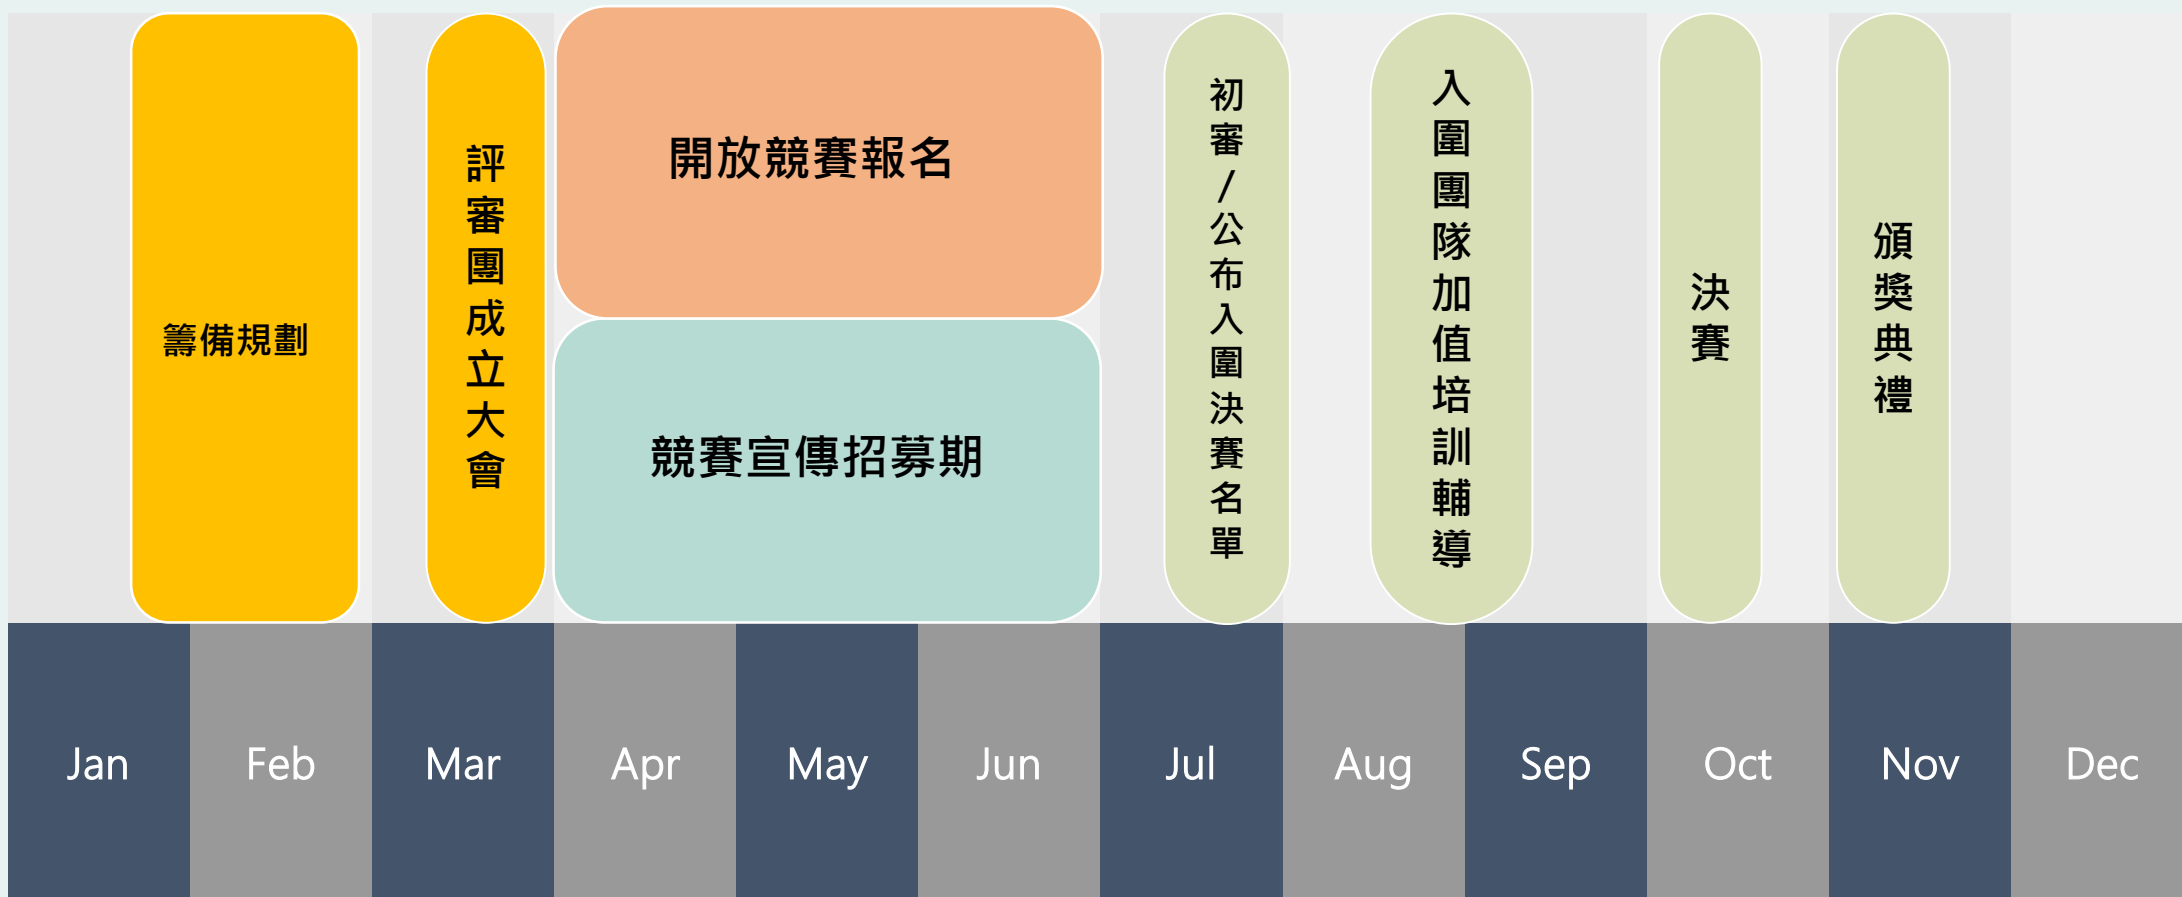 籌備規劃
評審團成立大會
開放競賽報名
競賽宣傳招募期
初審/公布入圍決賽名單
入圍團隊加值培訓輔導
決賽
頒獎典禮
Jan
Feb
Mar
Apr
May
Jun
Jul
Aug
Sep
Oct
Nov
Dec